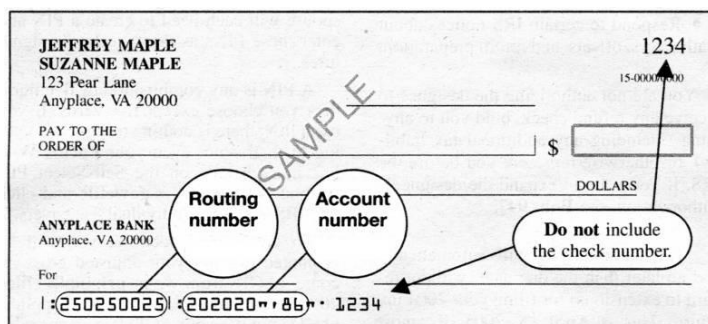 JEFFREY MAPLE
SUZANNE MAPLE
123 Pear Lane
Anyplace, VA 20000
1234
15-0000/0000
PAY TO THE
ORDER OF
$
SAMPLE
DOLLARS
Routing
number
Account
number
Do not include
the check number.
ANYPLACE BANK
Anyplace, VA 20000
For
|:250250025|:202020"'86". 1234